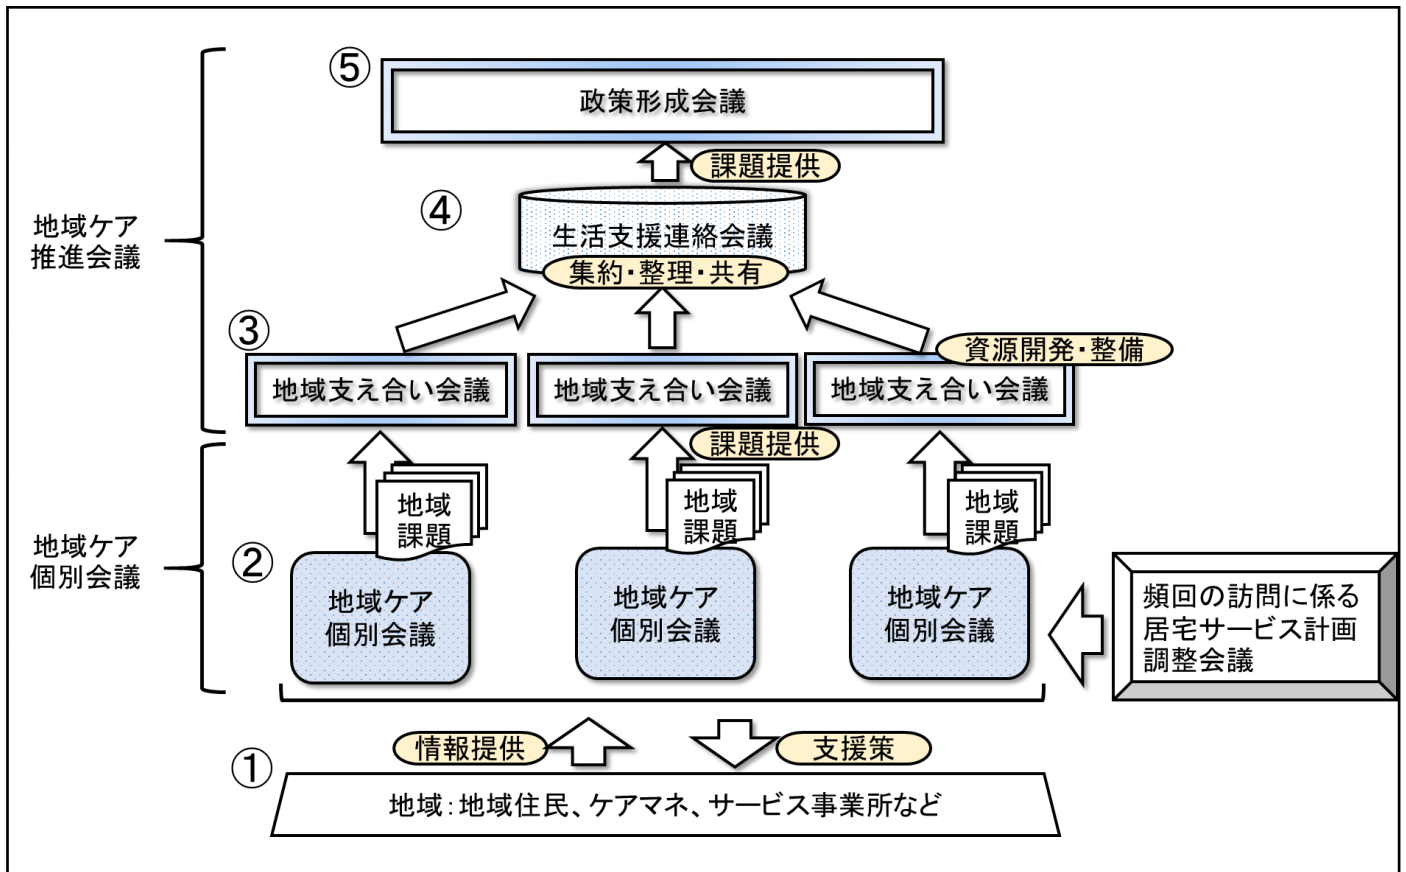 ⑤
政策形成会議
課題提供
④
生活支援連絡会議
集約・整理・共有
地域ケア
推進会議
③
資源開発・整備
地域支え合い会議
地域支え合い会議
地域支え合い会議
課題提供
地域
課題
地域
課題
地域
課題
地域ケア
個別会議
②
地域ケア
個別会議
地域ケア
個別会議
地域ケア
個別会議
頻回の訪問に係る
居宅サービス計画
調整会議
①
情報提供
支援策
地域：地域住民、ケアマネ、サービス事業所など